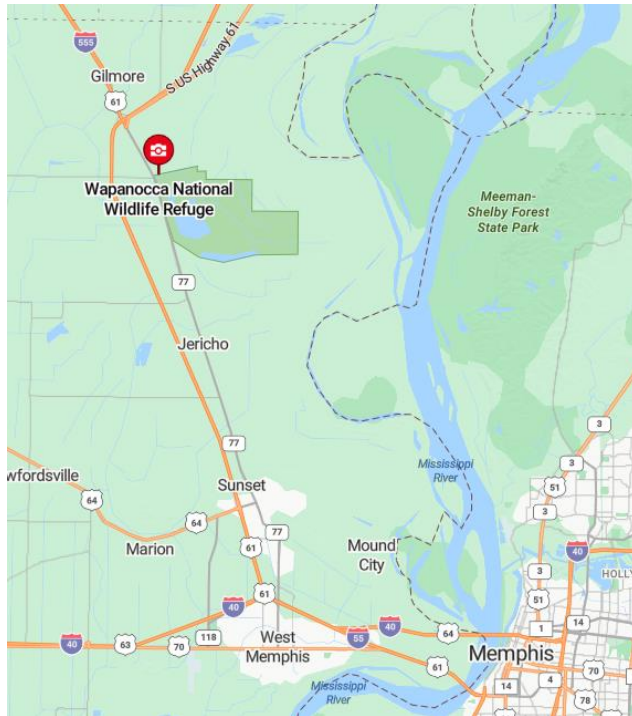 555
Gilmore
S US Highway 61
61
Wapanocca National
Wildlife Refuge
Meeman-
Shelby Forest
State Park
77
Jericho
3
77
3
51
wfordsville
Sunset
Mississippi
River
64
3
64
77
Marion
61
Mound
City
40
3
HOLLY
40
61
51
118
40
64
1
14
40
63
70
West
Memphis
55
61
Memphis
70
Mississippi
River
14
4
78